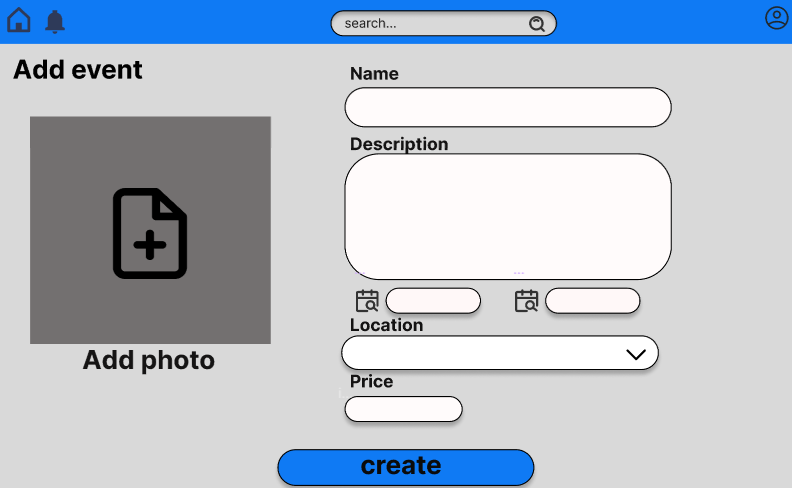 search...
Add event
Name
Description
Location
Add photo
Price
create